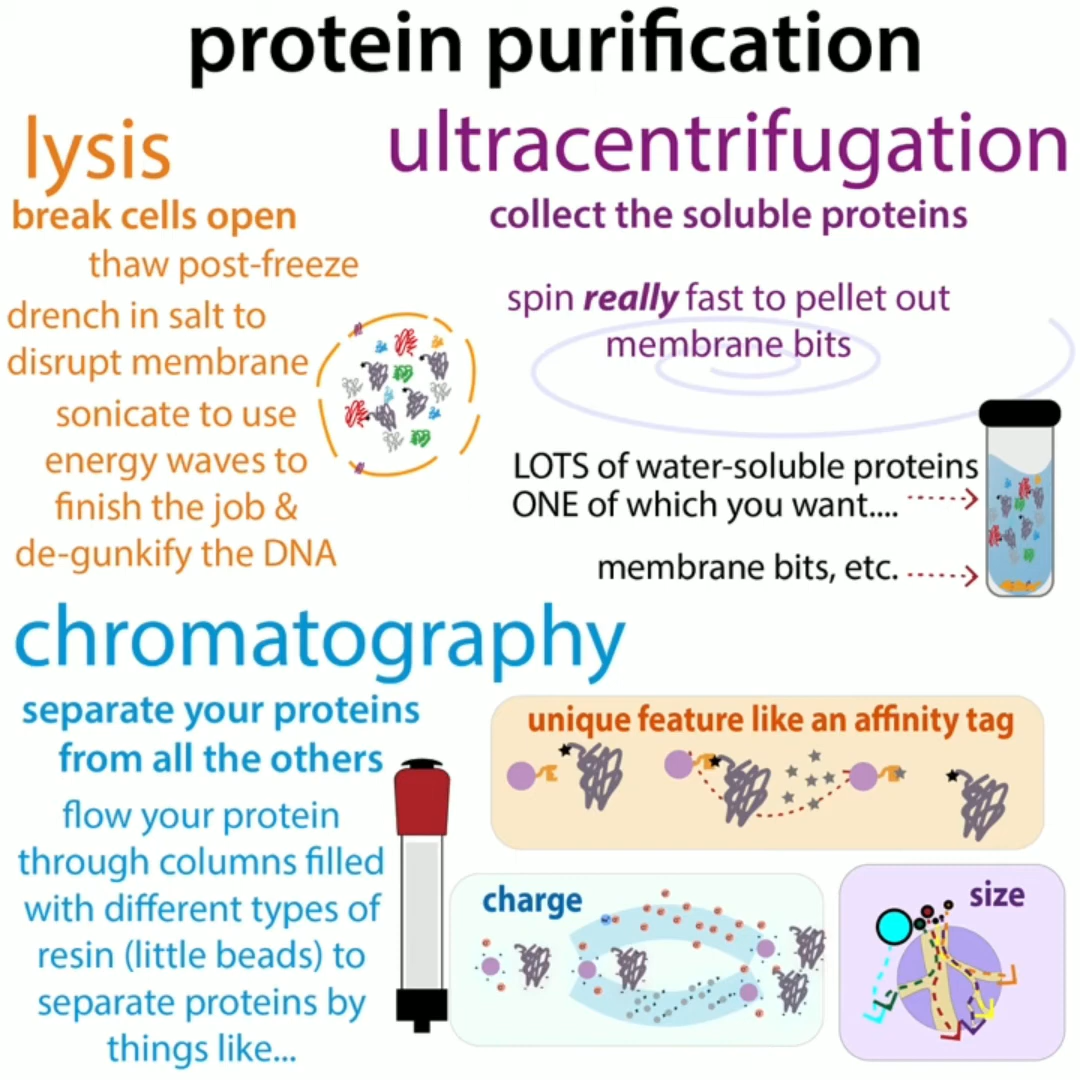 protein purification
lysis
break cells open
thaw post-freeze
drench in salt to
disrupt membrane
sonicate to use
energy waves to
finish the job &
de-gunkify the DNA
ultracentrifugation
collect the soluble proteins
spin really fast to pellet out
membrane bits
LOTS of water-soluble proteins
ONE of which you want....
membrane bits, etc.
chromatography
separate your proteins
from all the others
flow your protein
through columns filled
with different types of
resin (little beads) to
separate proteins by
things like...
unique feature like an affinity tag
charge
size